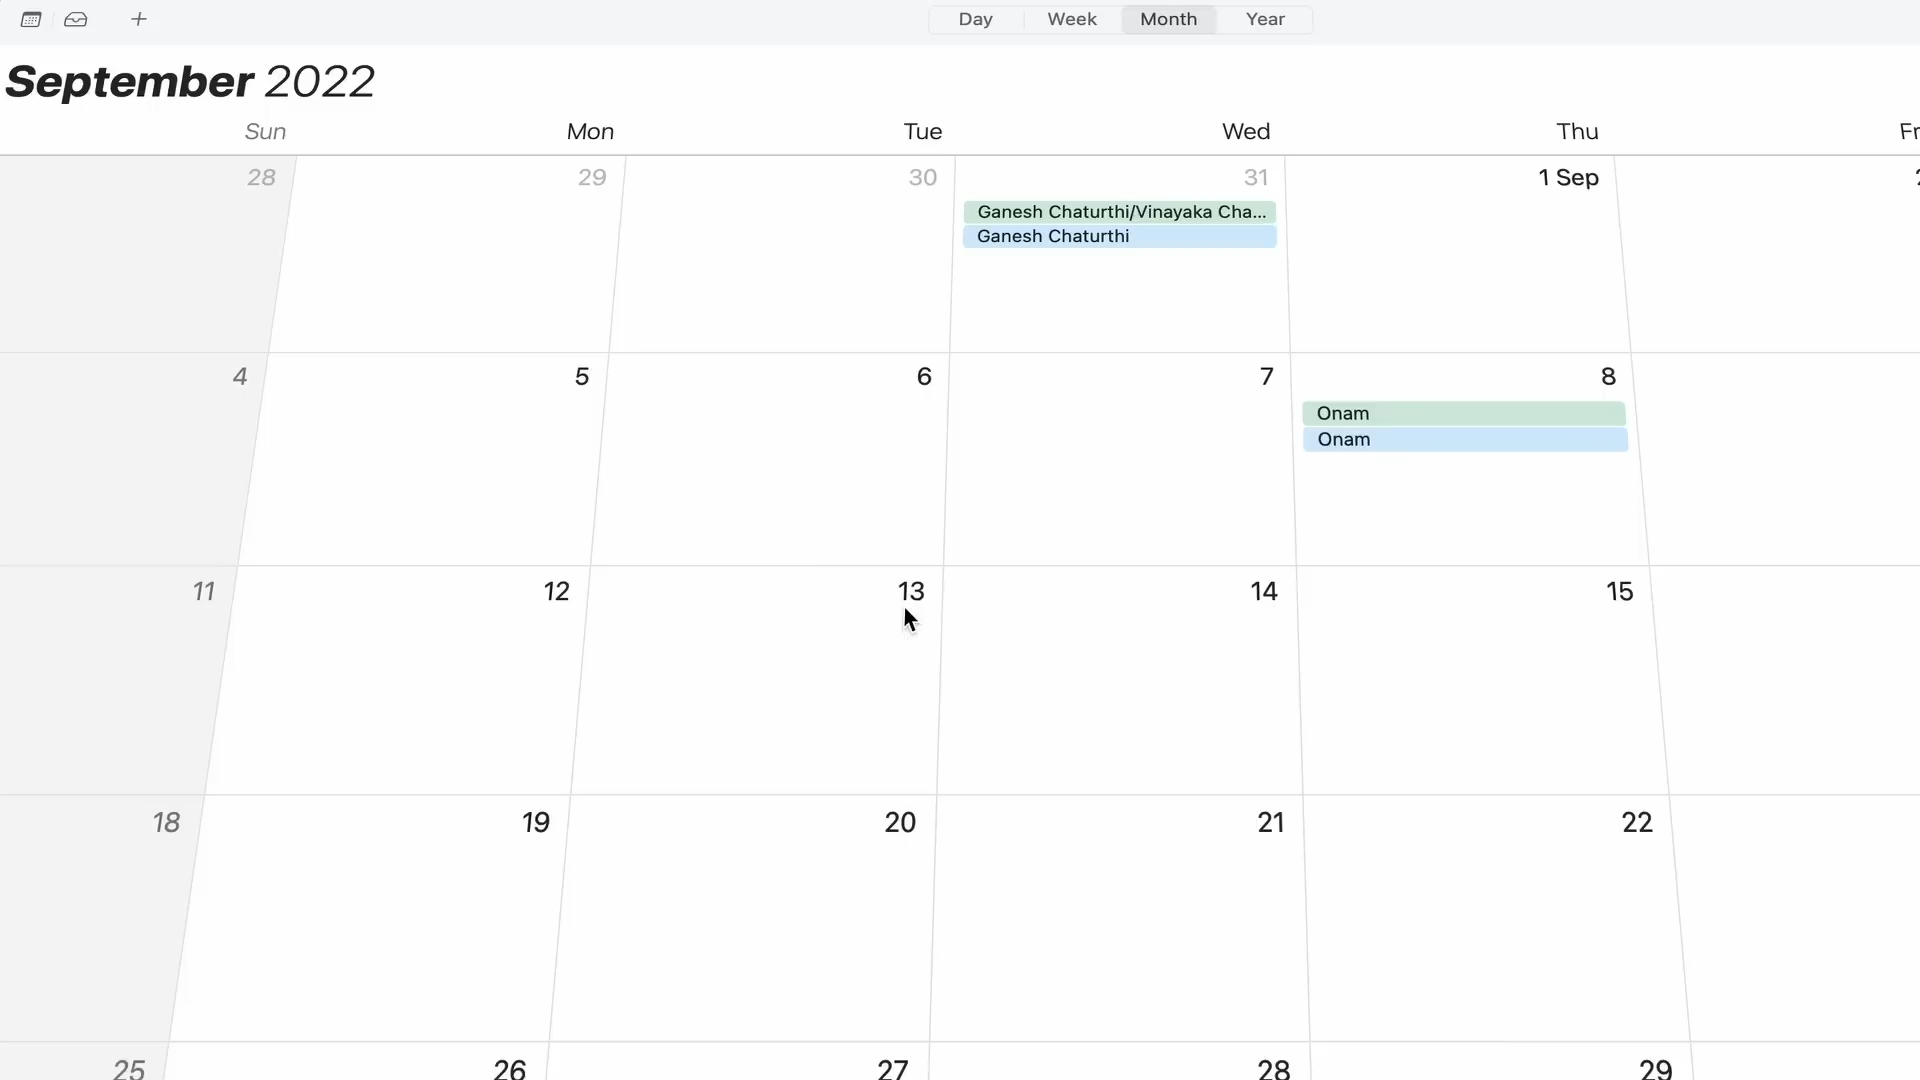 Day Week Month Year
September 2022
Sun Mon Tue Wed Thu
28 29 30 31 1 Sep
Ganesh Chaturthi/Vinayaka Cha...
Ganesh Chaturthi
4 5 6 7 8
Onam
Onam
11 12 13 14 15
18 19 20 21 22
25 26 27 28 29